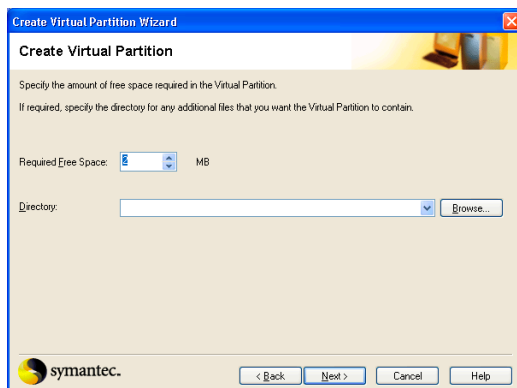 Create Virtual Partition Wizard
Create Virtual Partition
Specify the amount of free space required in the Virtual Partition.
If required, specify the directory for any additional files that you want the Virtual Partition to contain.
Required Free Space: 2 MB
Directory: Browse...
symantec.
< Back Next > Cancel Help